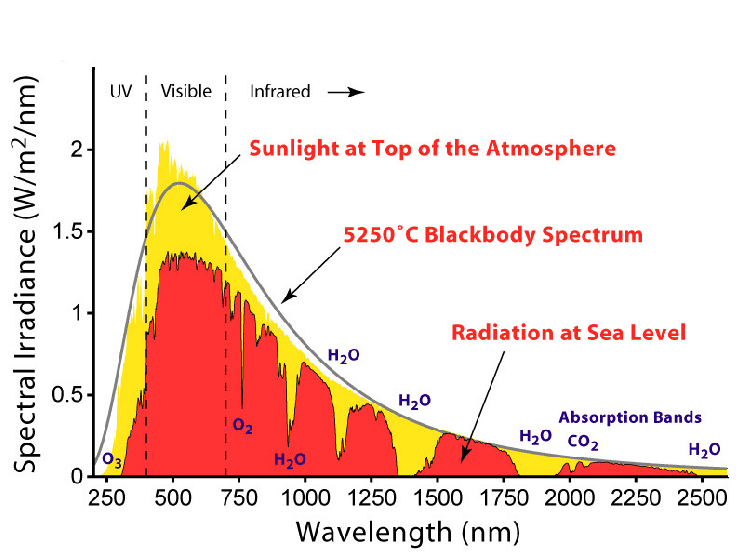 UV Visible Infrared
Sunlight at Top of the Atmosphere
5250˚C Blackbody Spectrum
Radiation at Sea Level
H₂O
H₂O
Absorption Bands
O₂
H₂O
CO₂
H₂O
O₃
H₂O
Spectral Irradiance (W/m²/nm)
2
1.5
1
0.5
0
250 500 750 1000 1250 1500 1750 2000 2250 2500
Wavelength (nm)